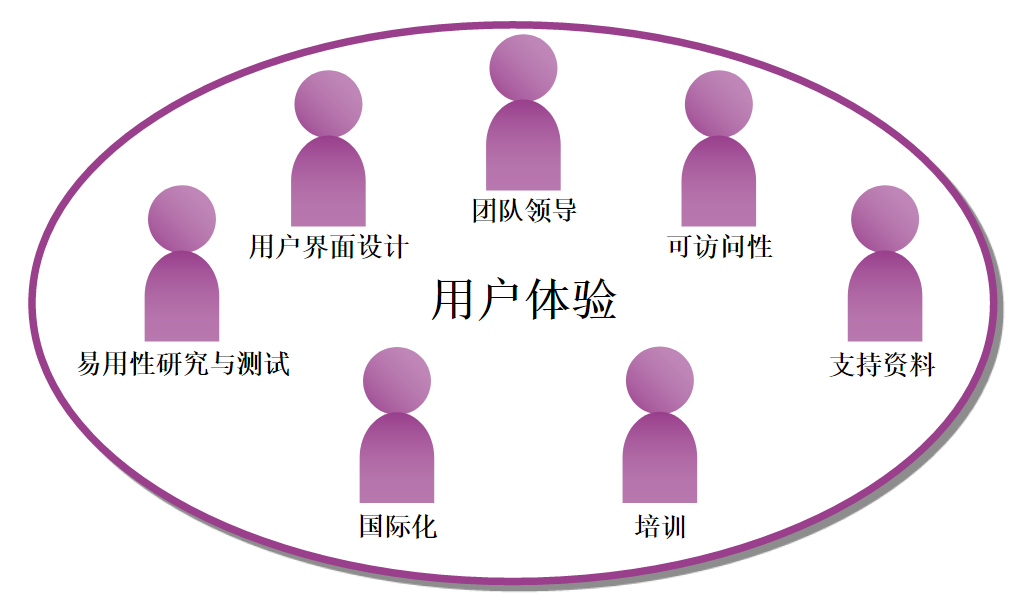 团队领导
用户界面设计
可访问性
用户体验
易用性研究与测试
支持资料
国际化
培训